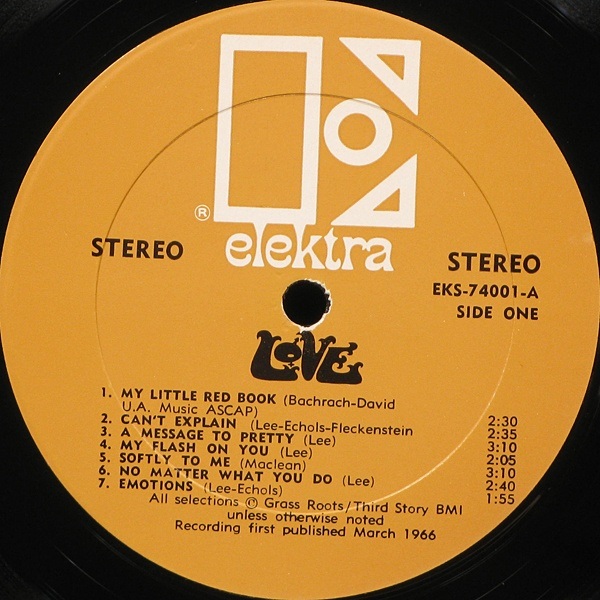 ®
elektra
STEREO
STEREO
EKS-74001-A
SIDE ONE
LOVE
1. MY LITTLE RED BOOK (Bachrach-David
U.A. Music ASCAP) 2:30
2. CAN'T EXPLAIN (Lee-Echols-Fleckenstein 2:35
3. A MESSAGE TO PRETTY (Lee) 3:10
4. MY FLASH ON YOU (Lee) 2:05
5. SOFTLY TO ME (Maclean) 3:10
6. NO MATTER WHAT YOU DO (Lee) 2:40
7. EMOTIONS (Lee-Echols) 1:55
All selections © Grass Roots/Third Story BMI
unless otherwise noted
Recording first published March 1966